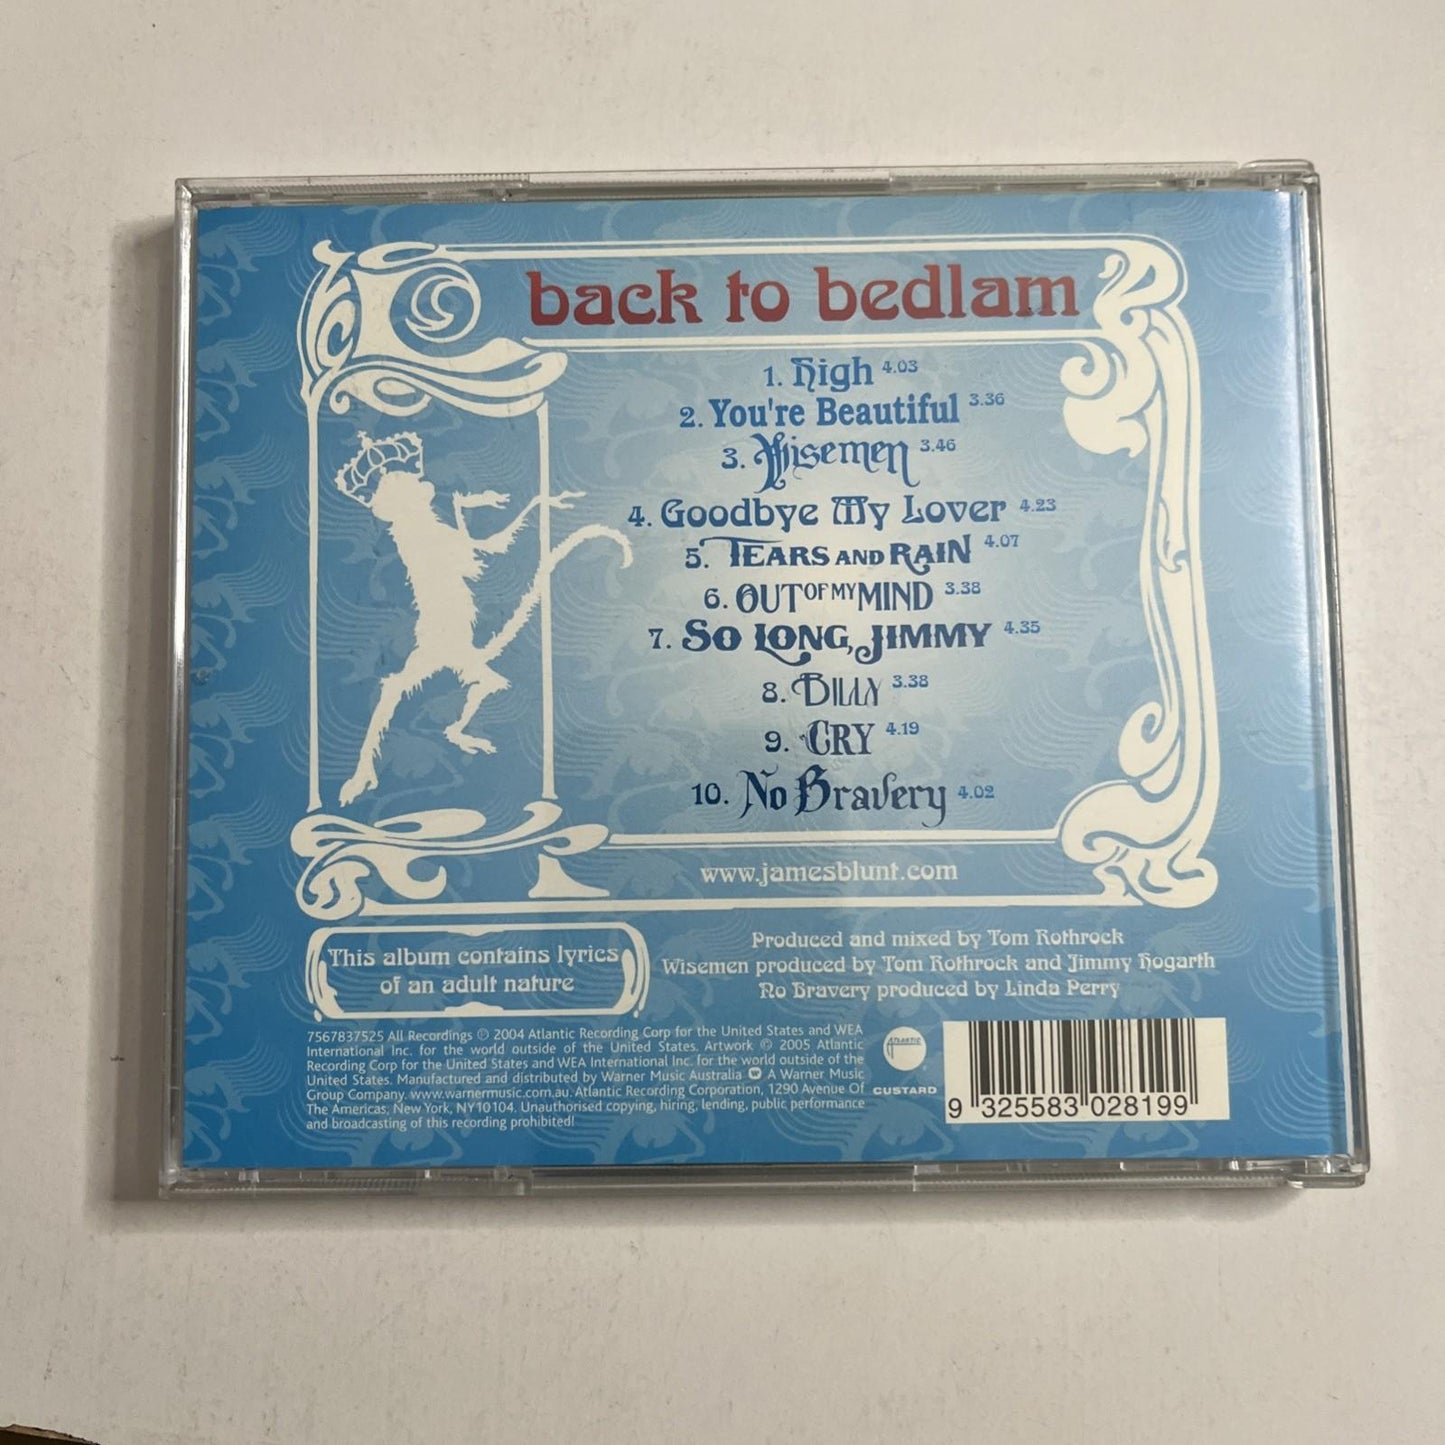 back to bedlam
1. High 4.03
2. You're Beautiful 3.36
3. Wisemen 3.46
4. Goodbye My Lover 4.23
5. TEARS AND RAIN 4.07
6. OUT OF MY MIND 3.38
7. SO LONG, JIMMY 4.35
8. BILLY 3.38
9. CRY 4.19
10. No Bravery 4.02
www.jamesblunt.com
This album contains lyrics
of an adult nature
Produced and mixed by Tom Rothrock
Wisemen produced by Tom Rothrock and Jimmy Hogarth
No Bravery produced by Linda Perry
7567837525 All Recordings ℗ 2004 Atlantic Recording Corp for the United States and WEA
International Inc. for the world outside of the United States. Artwork © 2005 Atlantic
Recording Corp for the United States and WEA International Inc. for the world outside of the
United States. Manufactured and distributed by Warner Music Australia A Warner Music
Group Company. www.warnermusic.com.au. Atlantic Recording Corporation, 1290 Avenue Of
The Americas, New York, NY10104. Unauthorised copying, hiring, lending, public performance
and broadcasting of this recording prohibited!
ATLANTIC
CUSTARD
9 325583 028199